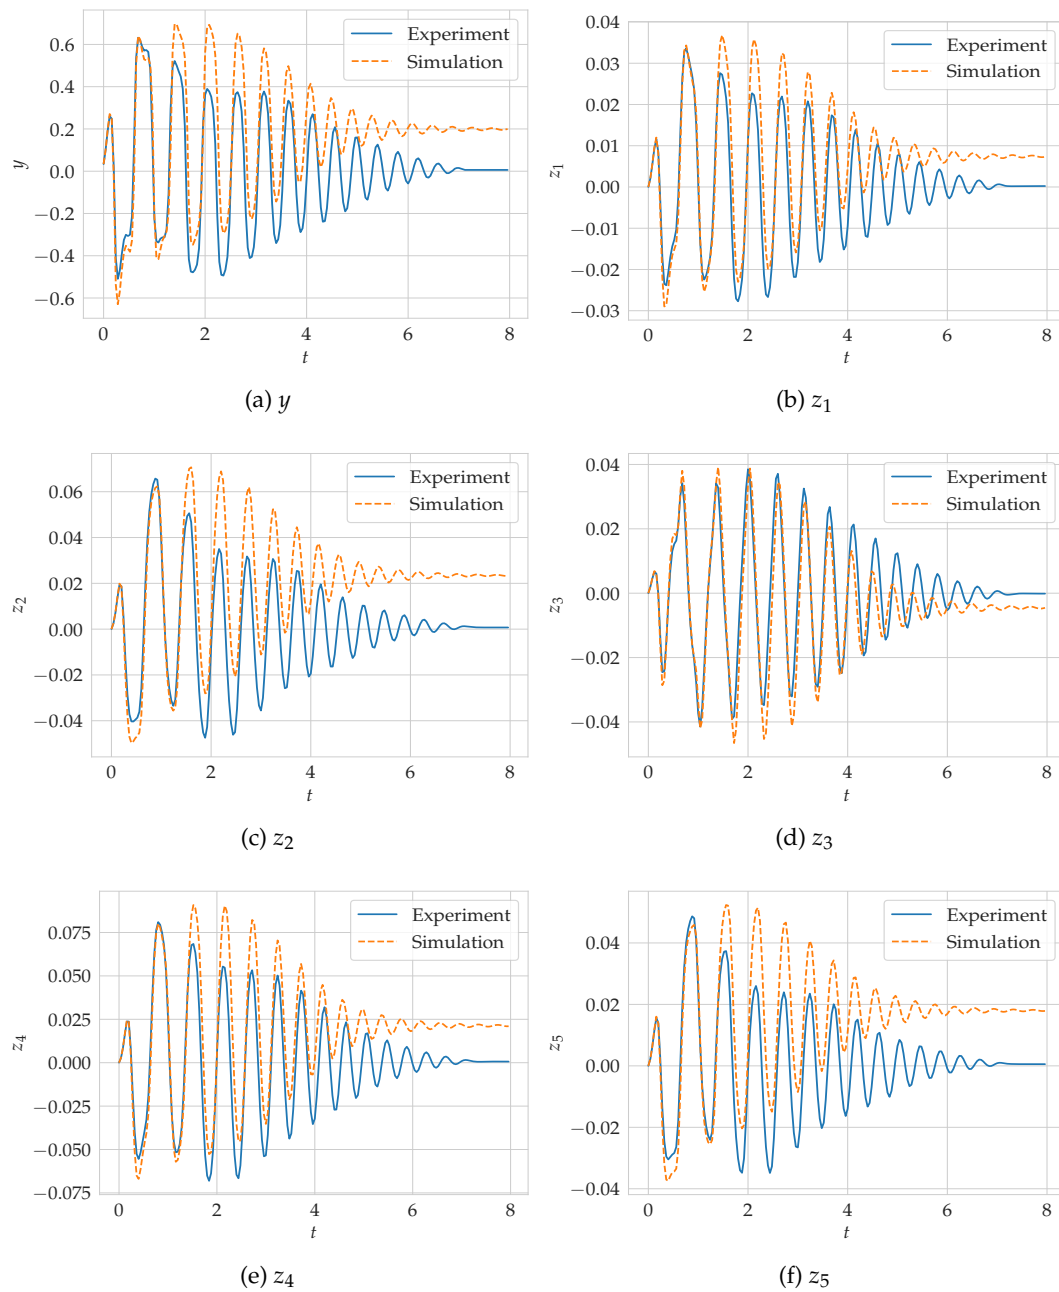 0.6
0.4
0.2
0.0
−0.2
−0.4
−0.6
y
0 2 4 6 8
t
Experiment
Simulation
(a) y
0.04
0.03
0.02
0.01
0.00
−0.01
−0.02
−0.03
z1
0 2 4 6 8
t
Experiment
Simulation
(b) z1
0.06
0.04
0.02
0.00
−0.02
−0.04
z2
0 2 4 6 8
t
Experiment
Simulation
(c) z2
0.04
0.02
0.00
−0.02
−0.04
z3
0 2 4 6 8
t
Experiment
Simulation
(d) z3
0.075
0.050
0.025
0.000
−0.025
−0.050
−0.075
z4
0 2 4 6 8
t
Experiment
Simulation
(e) z4
0.04
0.02
0.00
−0.02
−0.04
z5
0 2 4 6 8
t
Experiment
Simulation
(f) z5